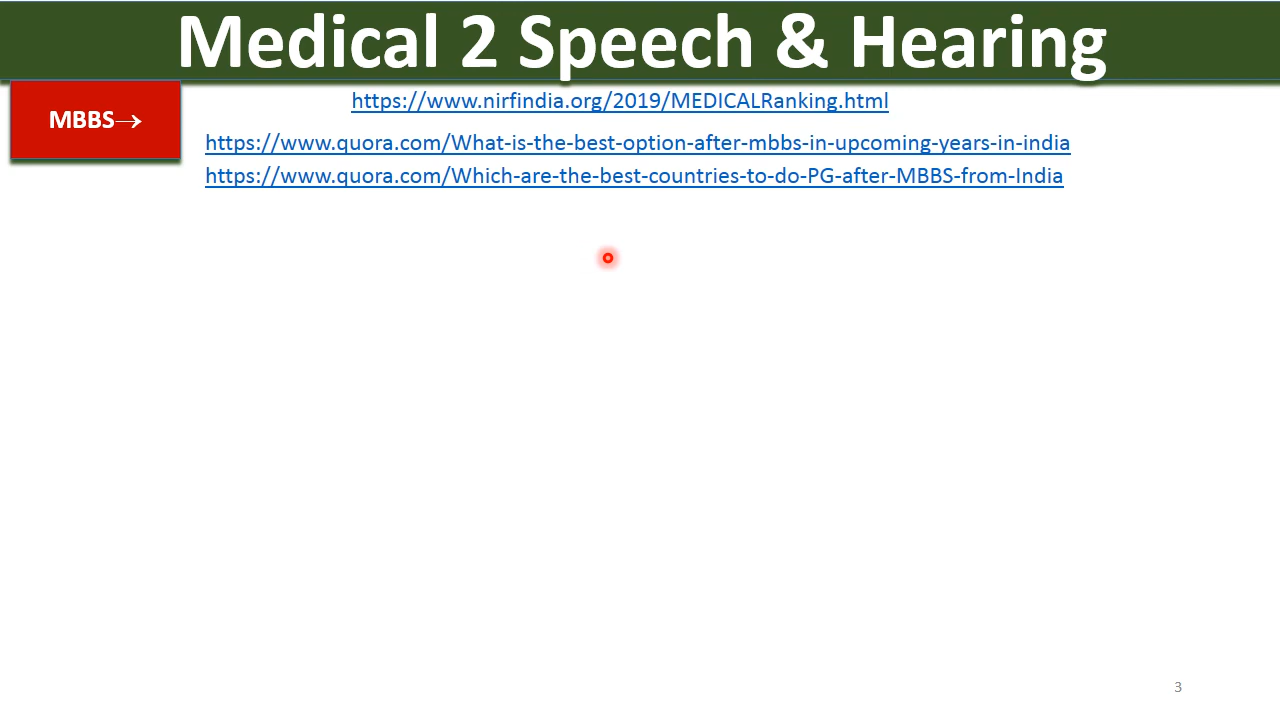 Medical 2 Speech & Hearing
MBBS→
https://www.nirfindia.org/2019/MEDICALRanking.html
https://www.quora.com/What-is-the-best-option-after-mbbs-in-upcoming-years-in-india
https://www.quora.com/Which-are-the-best-countries-to-do-PG-after-MBBS-from-India
3